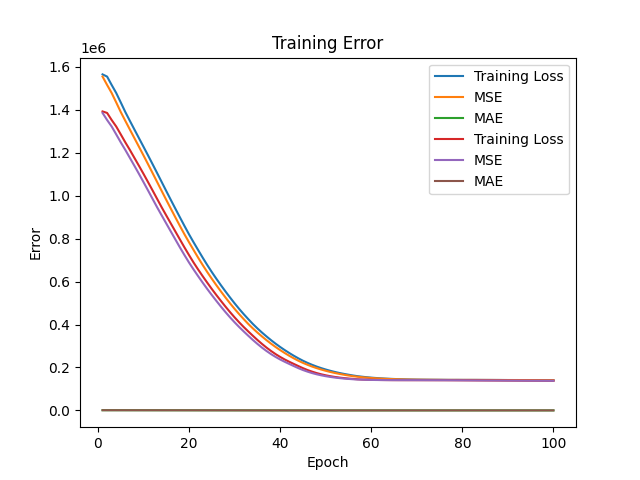 Training Error
1e6
1.6
1.4
1.2
1.0
0.8
0.6
0.4
0.2
0.0
Error
Training Loss
MSE
MAE
Training Loss
MSE
MAE
0 20 40 60 80 100
Epoch